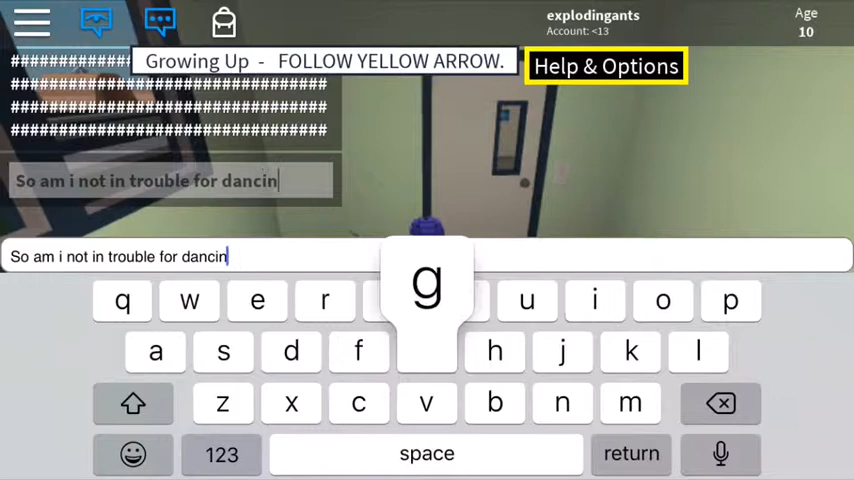 explodingants
Account: <13
Age
10
Growing Up - FOLLOW YELLOW ARROW.
Help & Options
###############################
###############################
###############################
So am i not in trouble for dancin
So am i not in trouble for dancin
g
q w e r u i o p
a s d f h j k l
z x c v b n m
123 space return